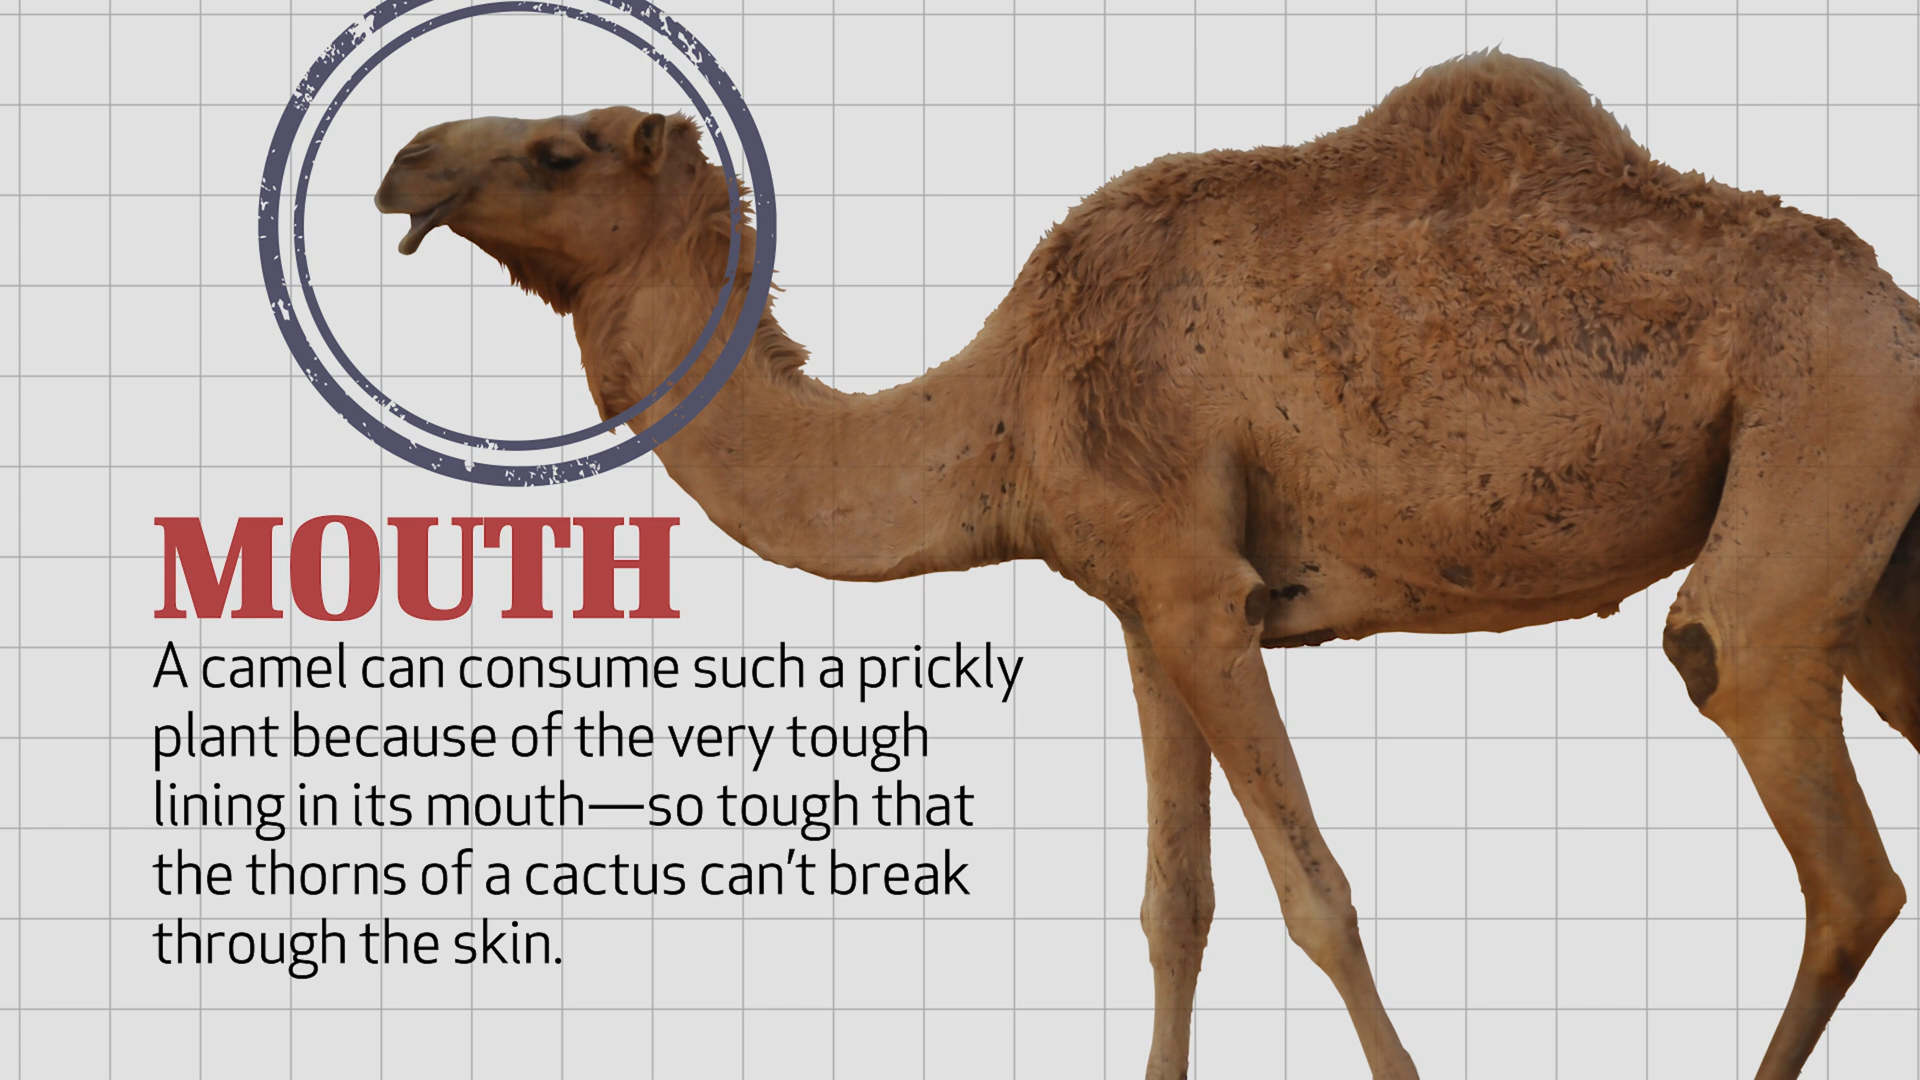 MOUTH
A camel can consume such a prickly
plant because of the very tough
lining in its mouth—so tough that
the thorns of a cactus can’t break
through the skin.